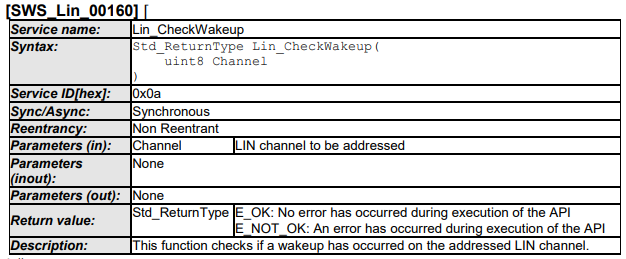 [SWS_Lin_00160] ⌈
Service name: Lin_CheckWakeup
Syntax: Std_ReturnType Lin_CheckWakeup(
uint8 Channel
)
Service ID[hex]: 0x0a
Sync/Async: Synchronous
Reentrancy: Non Reentrant
Parameters (in): Channel LIN channel to be addressed
Parameters None
(inout):
Parameters (out): None
Return value: Std_ReturnType E_OK: No error has occurred during execution of the API
E_NOT_OK: An error has occurred during execution of the API
Description: This function checks if a wakeup has occurred on the addressed LIN channel.